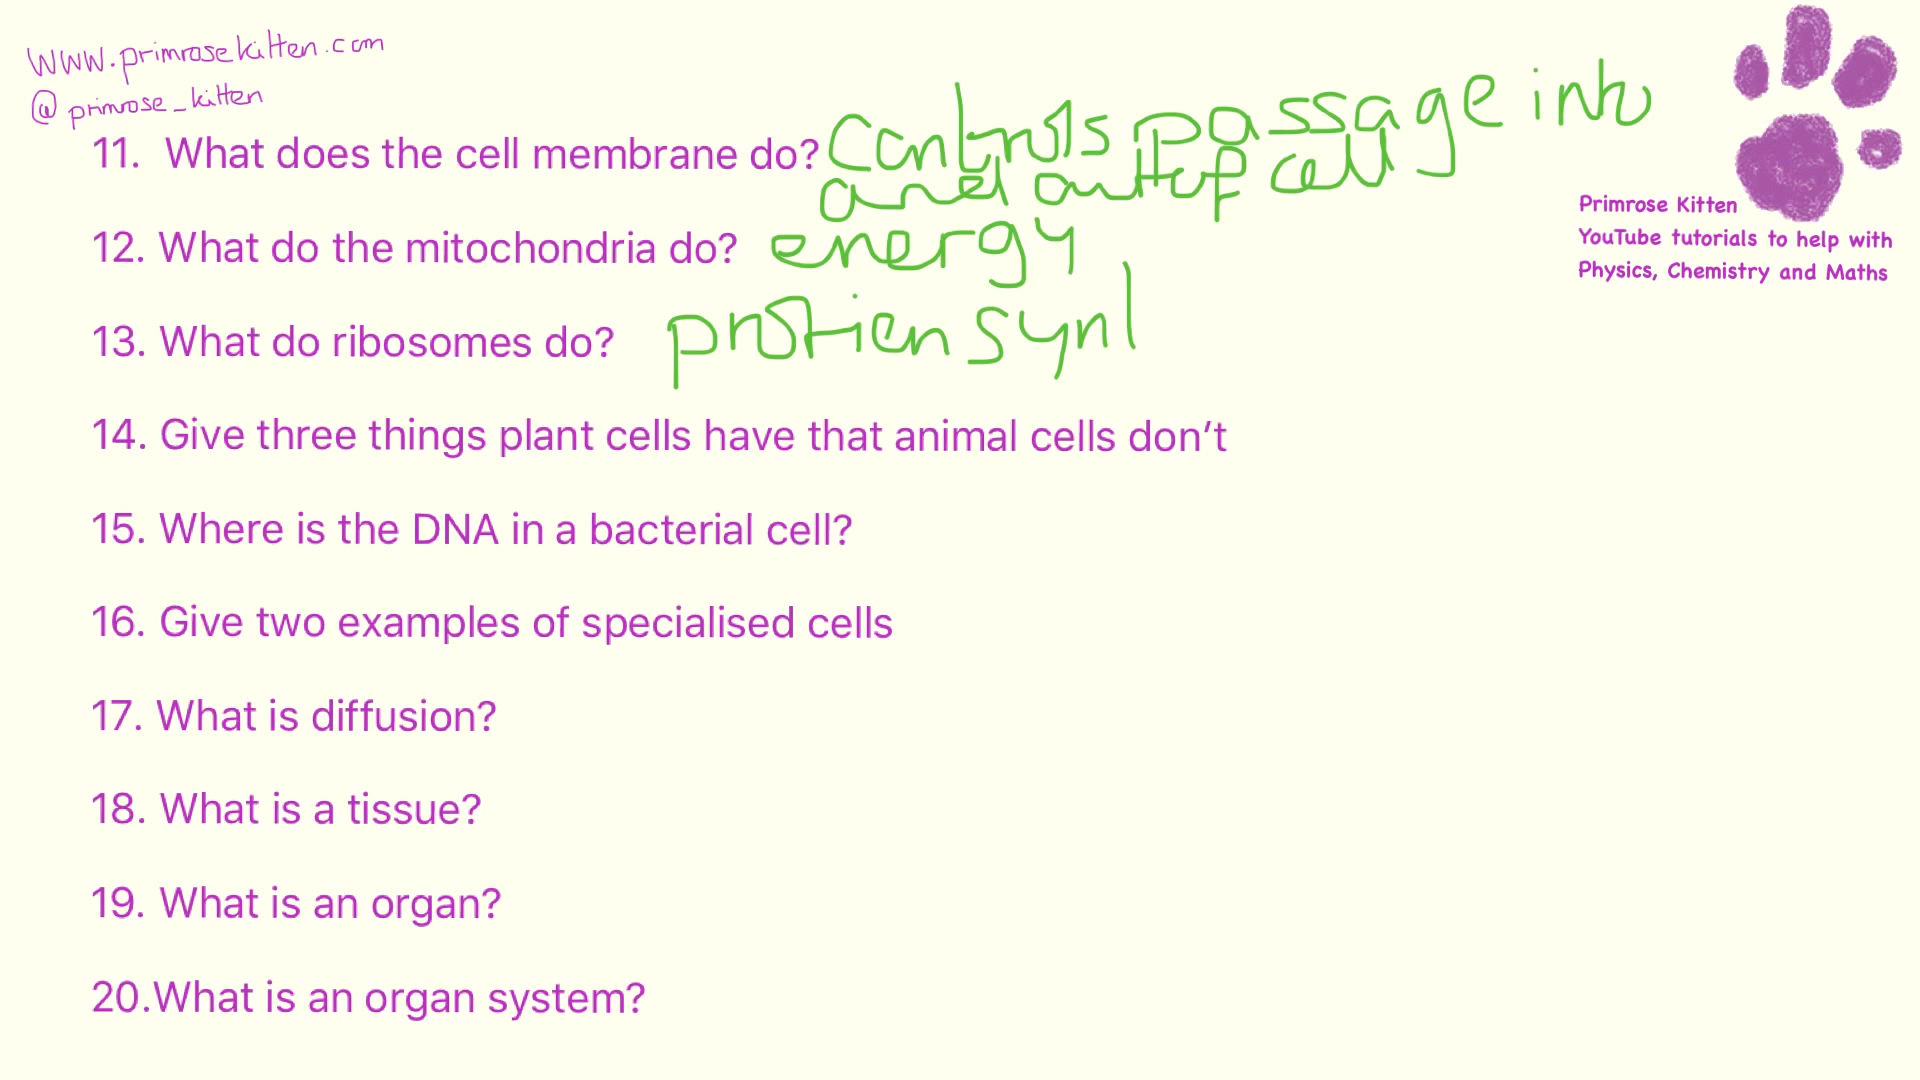 www.primrosekitten.com
@primrose_kitten
11. What does the cell membrane do? Controls passage into
and out of cell
12. What do the mitochondria do? energy
13. What do ribosomes do? protien syn
14. Give three things plant cells have that animal cells don’t
15. Where is the DNA in a bacterial cell?
16. Give two examples of specialised cells
17. What is diffusion?
18. What is a tissue?
19. What is an organ?
20.What is an organ system?
Primrose Kitten
YouTube tutorials to help with
Physics, Chemistry and Maths